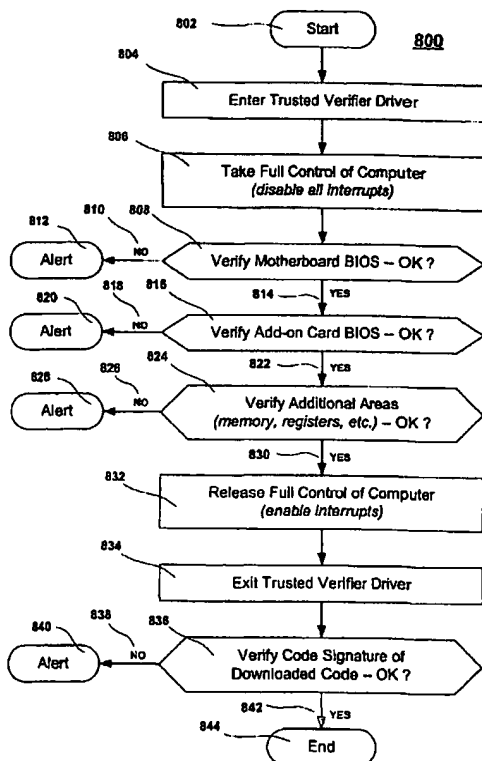 802
Start
800
804
Enter Trusted Verifier Driver
806
Take Full Control of Computer
(disable all interrupts)
812
810
808
Alert
NO
Verify Motherboard BIOS – OK ?
814
YES
820
818
816
Alert
NO
Verify Add-on Card BIOS – OK ?
822
YES
828
826
824
Alert
NO
Verify Additional Areas
(memory, registers, etc.) – OK ?
830
YES
832
Release Full Control of Computer
(enable interrupts)
834
Exit Trusted Verifier Driver
840
838
836
Alert
NO
Verify Code Signature of
Downloaded Code – OK ?
842
YES
844
End